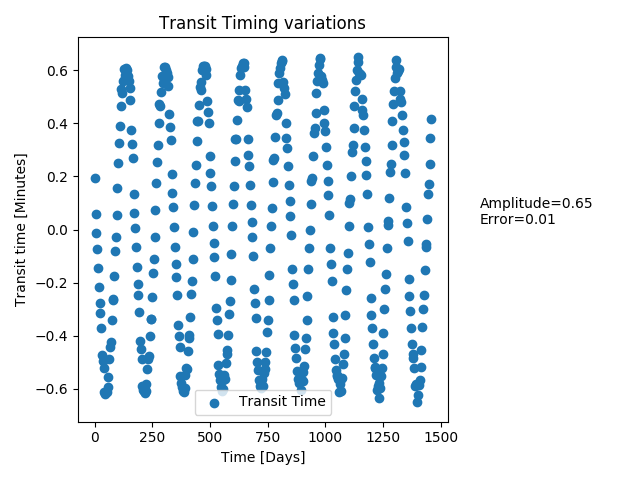 Transit Timing variations
Transit time [Minutes]
0.6
0.4
0.2
0.0
−0.2
−0.4
−0.6
0
250
500
750
1000
1250
1500
Time [Days]
Transit Time
Amplitude=0.65
Error=0.01